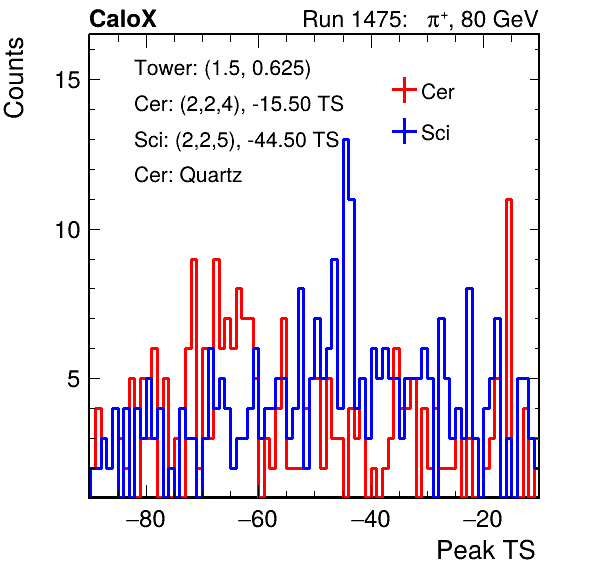 CaloX Run 1475: π⁺, 80 GeV
Counts
Tower: (1.5, 0.625)
Cer: (2,2,4), -15.50 TS
Sci: (2,2,5), -44.50 TS
Cer: Quartz
Cer
Sci
15
10
5
−80 −60 −40 −20
Peak TS